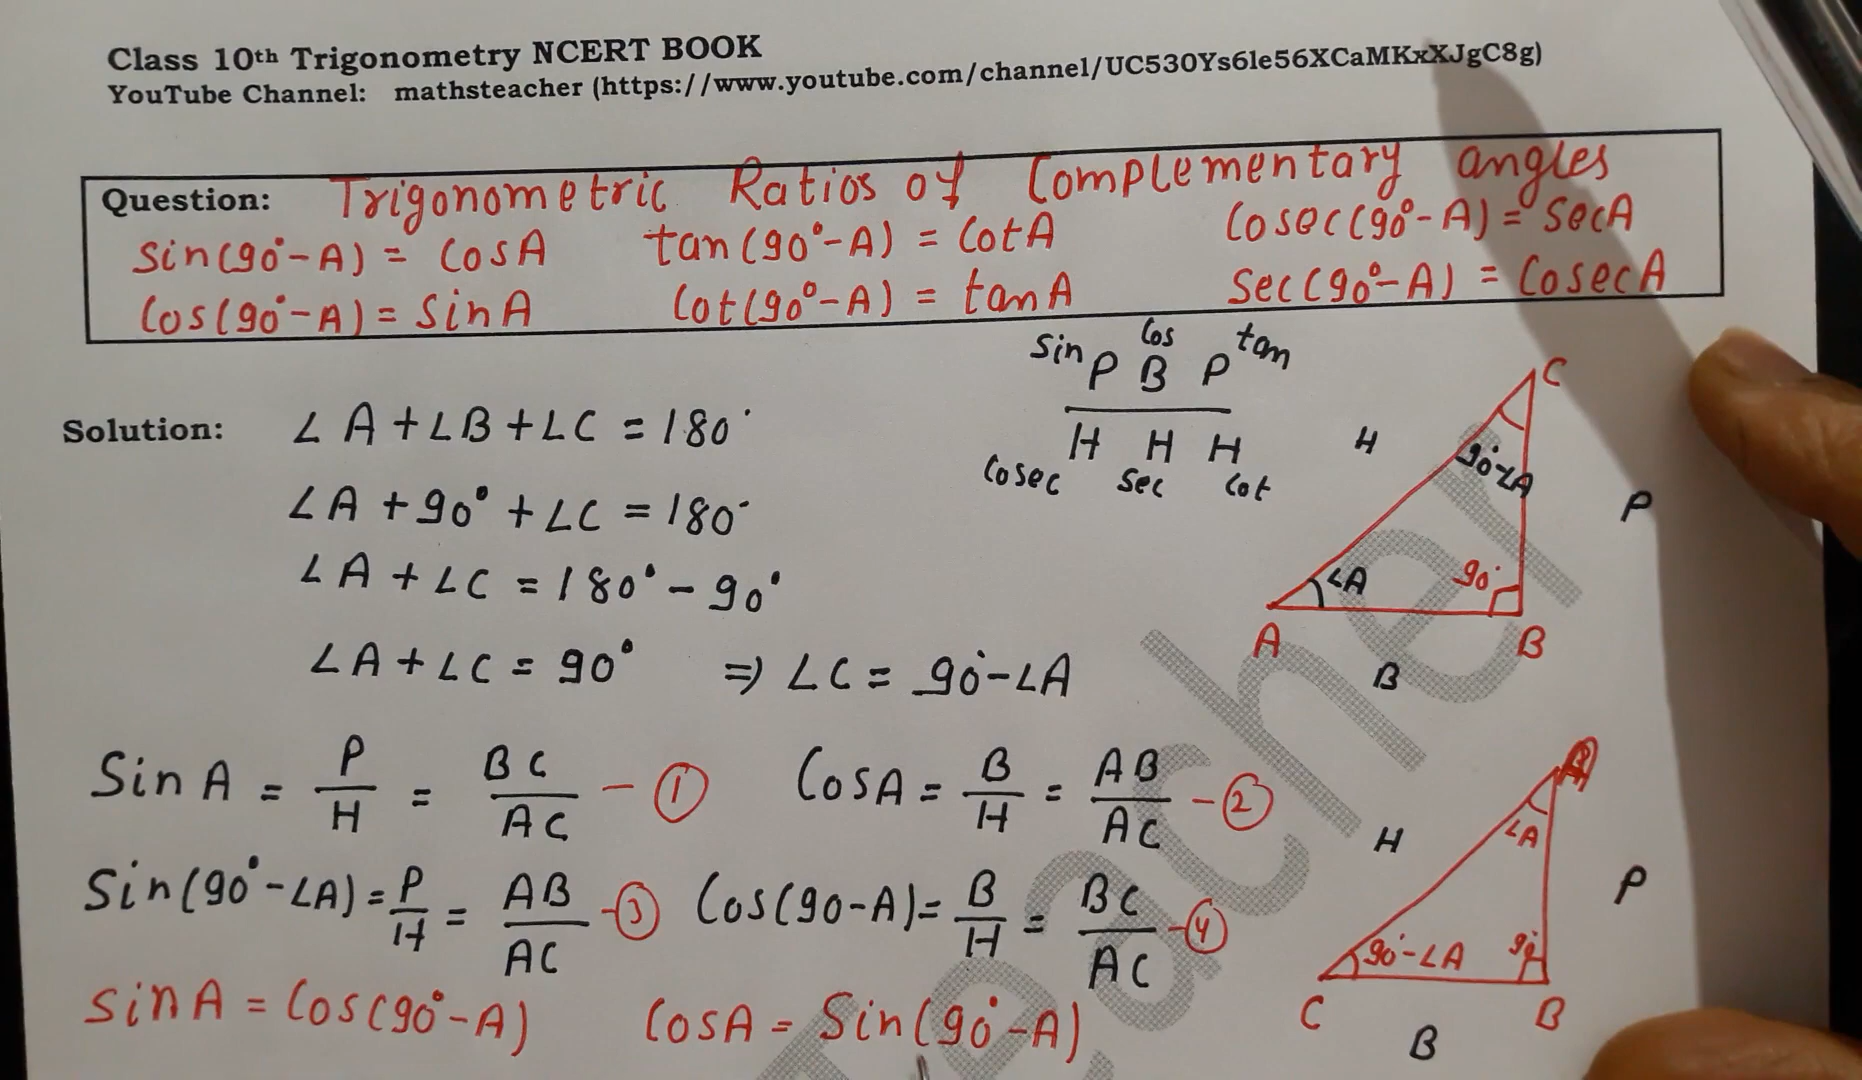 Class 10th Trigonometry NCERT BOOK
YouTube Channel: mathsteacher (https://www.youtube.com/channel/UC530Ys6le56XCaMKxXJgC8g)
Question: Trigonometric Ratios of Complementary angles
Sin(90°-A) = CosA tan(90°-A) = CotA Cosec(90°-A) = SecA
Cos(90°-A) = SinA Cot(90°-A) = tanA Sec(90°-A) = CosecA
Sin Cos tan
P B P
H H H
Cosec Sec Cot
Solution: ∠A+∠B+∠C = 180°
∠A+90°+∠C = 180°
∠A+∠C = 180°-90°
∠A+∠C = 90° ⇒ ∠C = 90°-∠A
C
H
90°-∠A
P
∠A
90°
A
B
B
SinA = P/H = BC/AC - ① CosA = B/H = AB/AC - ②
Sin(90°-∠A) = P/H = AB/AC - ③ Cos(90-A) = B/H = BC/AC - ④
SinA = Cos(90°-A) CosA = Sin(90°-A)
∠A
H
P
90°-∠A
90°
C
B
B
teacher